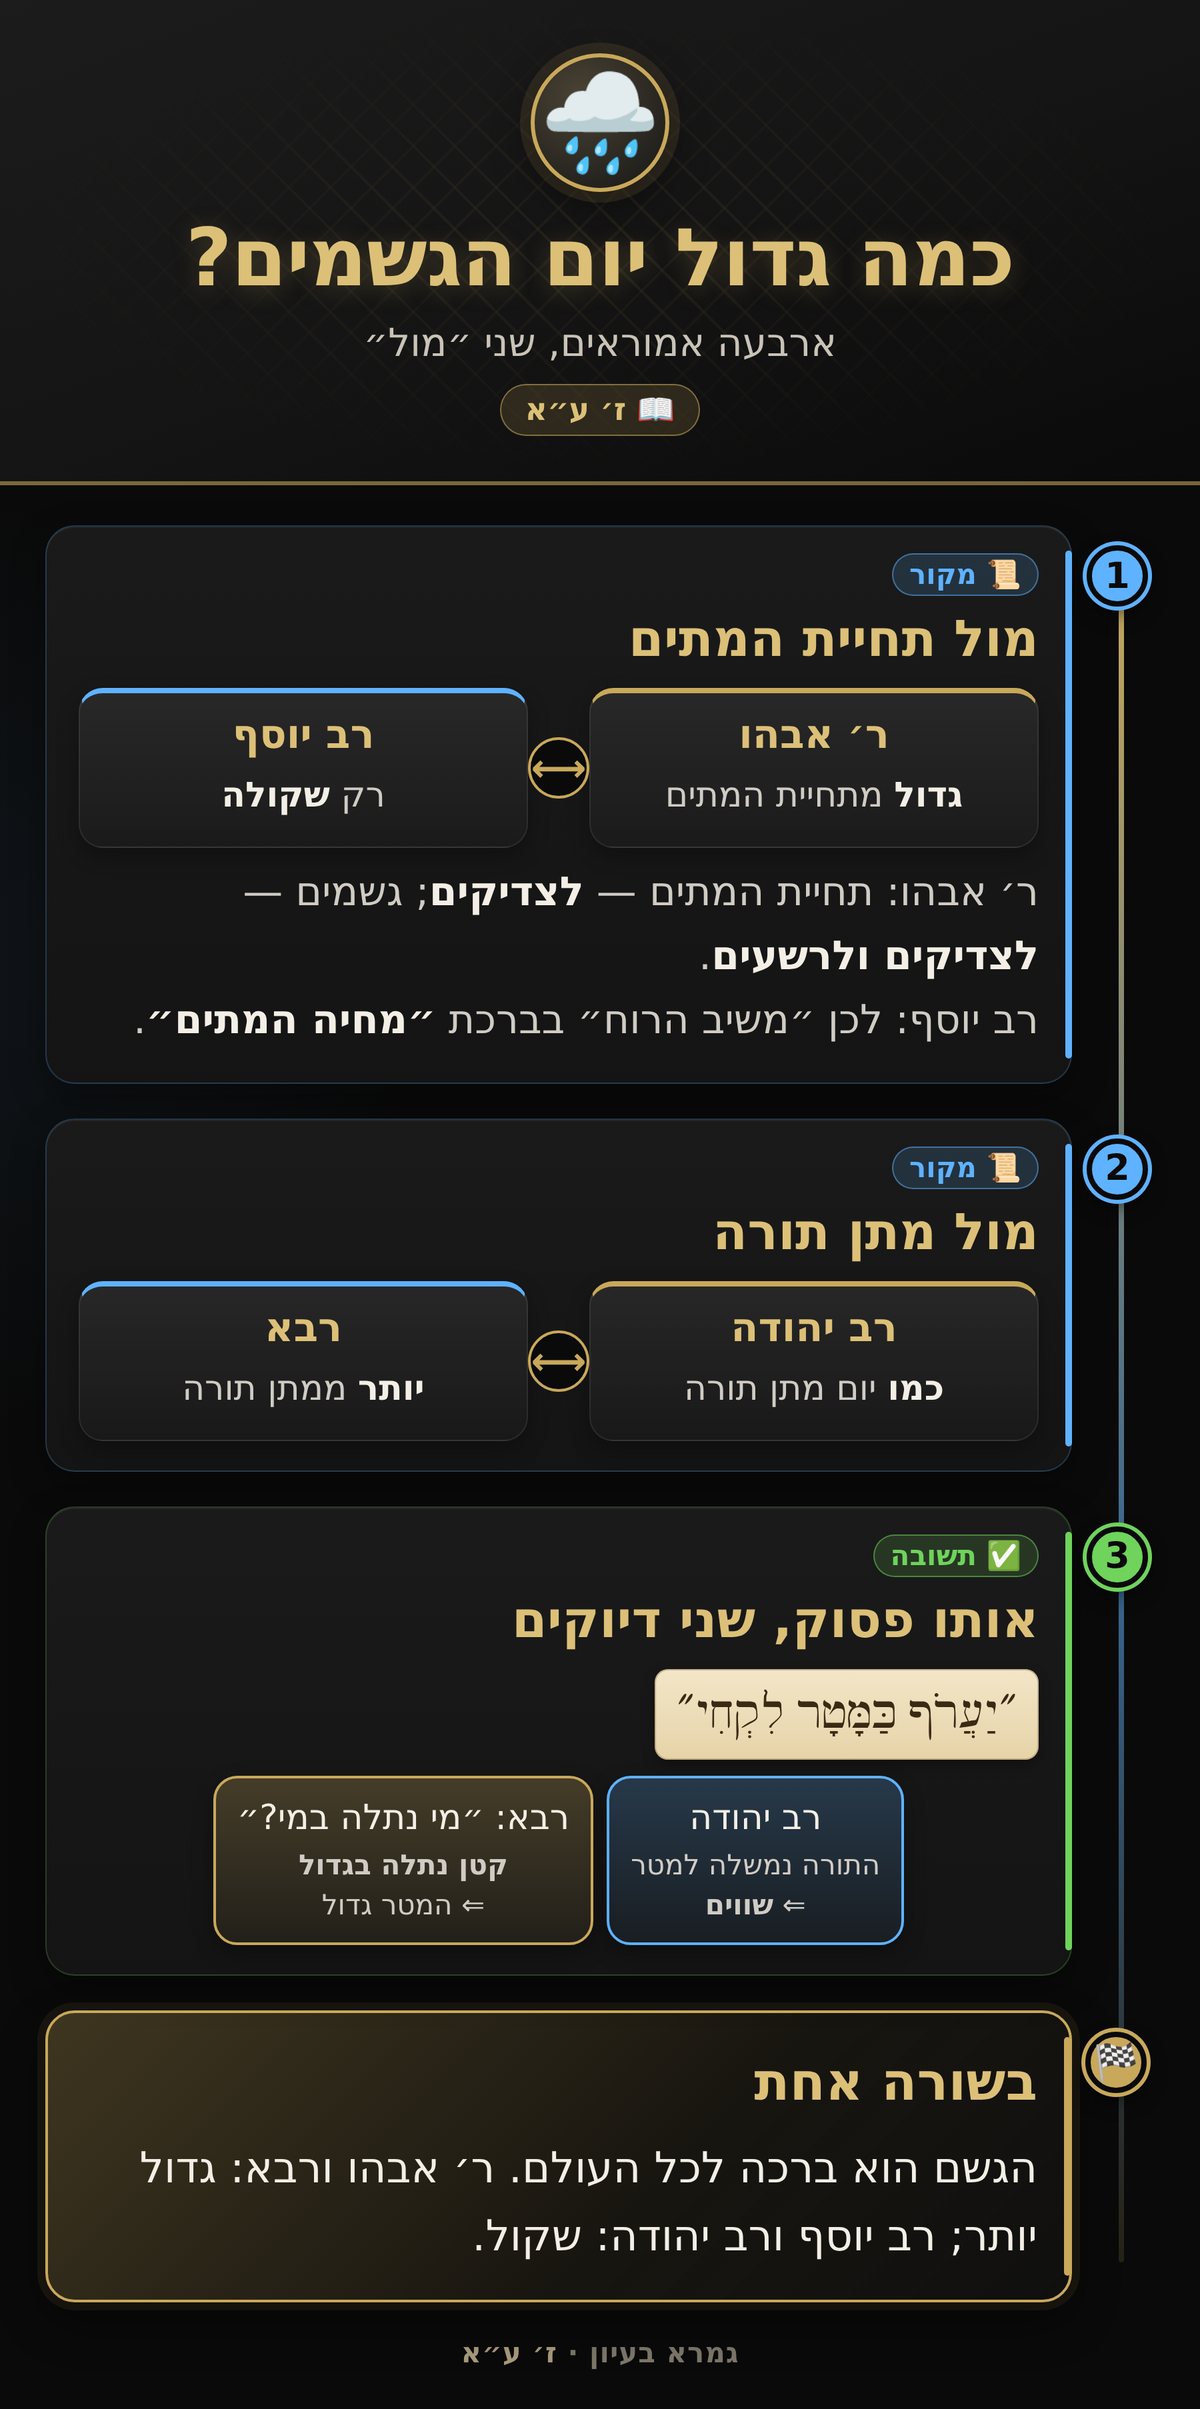 כמה גדול יום הגשמים?
ארבעה אמוראים, שני ״מול״
ז׳ ע״א
1
מקור
מול תחיית המתים
ר׳ אבהו
גדול מתחיית המתים
רב יוסף
רק שקולה
ר׳ אבהו: תחיית המתים — לצדיקים; גשמים —
לצדיקים ולרשעים.
רב יוסף: לכן ״משיב הרוח״ בברכת ״מחיה המתים״.
2
מקור
מול מתן תורה
רב יהודה
כמו יום מתן תורה
רבא
יותר ממתן תורה
3
תשובה
אותו פסוק, שני דיוקים
״יַעֲרֹף כַּמָּטָר לִקְחִי״
רב יהודה
התורה נמשלה למטר
⇐ שווים
רבא: ״מי נתלה במי?״
קטן נתלה בגדול
⇐ המטר גדול
בשורה אחת
הגשם הוא ברכה לכל העולם. ר׳ אבהו ורבא: גדול
יותר; רב יוסף ורב יהודה: שקול.
גמרא בעיון · ז׳ ע״א